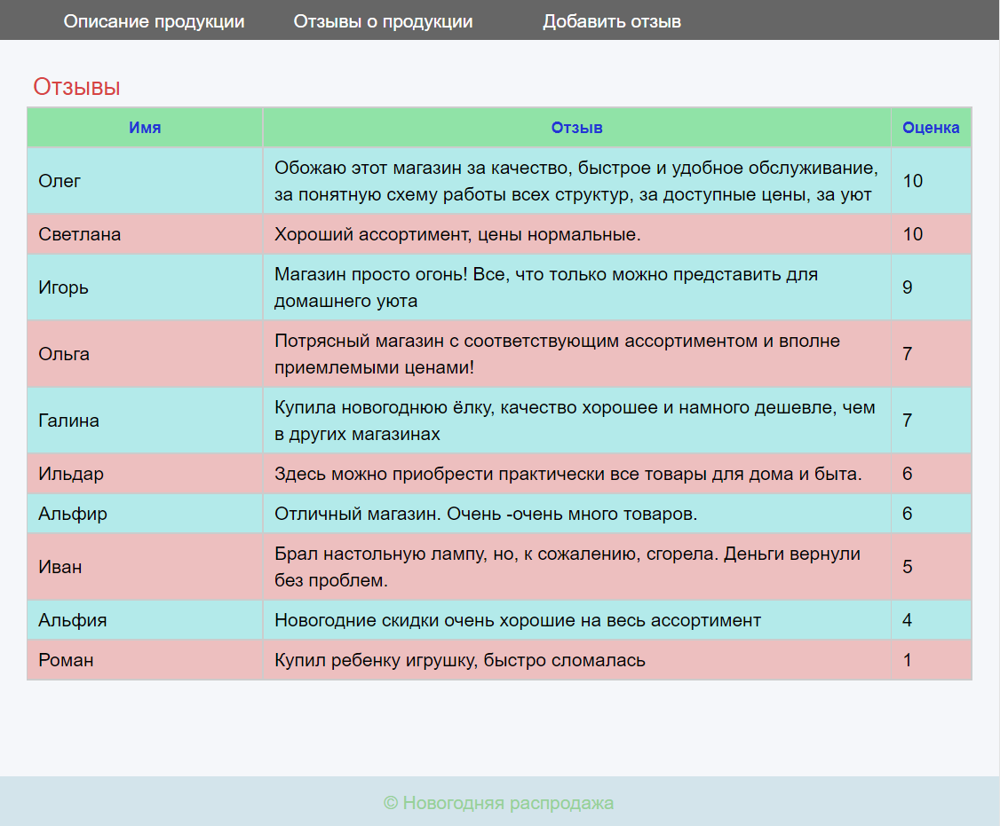 Описание продукции Отзывы о продукции Добавить отзыв
Отзывы
Имя Отзыв Оценка
Олег Обожаю этот магазин за качество, быстрое и удобное обслуживание, 10
за понятную схему работы всех структур, за доступные цены, за уют
Светлана Хороший ассортимент, цены нормальные. 10
Игорь Магазин просто огонь! Все, что только можно представить для 9
домашнего уюта
Ольга Потрясный магазин с соответствующим ассортиментом и вполне 7
приемлемыми ценами!
Галина Купила новогоднюю ёлку, качество хорошее и намного дешевле, чем 7
в других магазинах
Ильдар Здесь можно приобрести практически все товары для дома и быта. 6
Альфир Отличный магазин. Очень -очень много товаров. 6
Иван Брал настольную лампу, но, к сожалению, сгорела. Деньги вернули 5
без проблем.
Альфия Новогодние скидки очень хорошие на весь ассортимент 4
Роман Купил ребенку игрушку, быстро сломалась 1
© Новогодняя распродажа